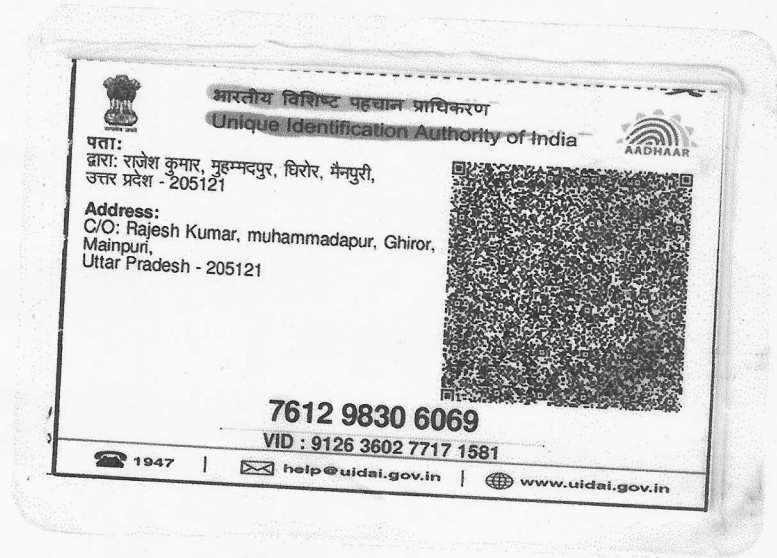 भारतीय विशिष्ट पहचान प्राधिकरण
Unique Identification Authority of India
AADHAAR
पता:
द्वारा: राजेश कुमार, मुहम्मदपुर, घिरोर, मैनपुरी,
उत्तर प्रदेश - 205121
Address:
C/O: Rajesh Kumar, muhammadapur, Ghiror,
Mainpuri,
Uttar Pradesh - 205121
7612 9830 6069
VID : 9126 3602 7717 1581
1947 | help@uidai.gov.in | www.uidai.gov.in